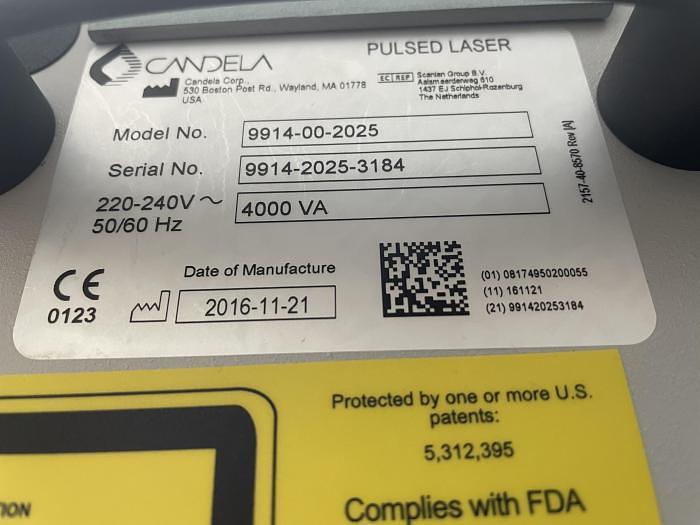 CANDELA
PULSED LASER
Candela Corp.,
530 Boston Post Rd., Wayland, MA 01778
USA
EC REP
Scanlan Group B.V.
Aalsmeerderweg 610
1437 EJ Schiphol-Rozenburg
The Netherlands
Model No. 9914-00-2025
Serial No. 9914-2025-3184
220-240V ~ 4000 VA
50/60 Hz
2157-40-8570 Rev [A]
CE
0123
Date of Manufacture
2016-11-21
(01) 08174950200055
(11) 161121
(21) 991420253184
Protected by one or more U.S.
patents:
5,312,395
Complies with FDA